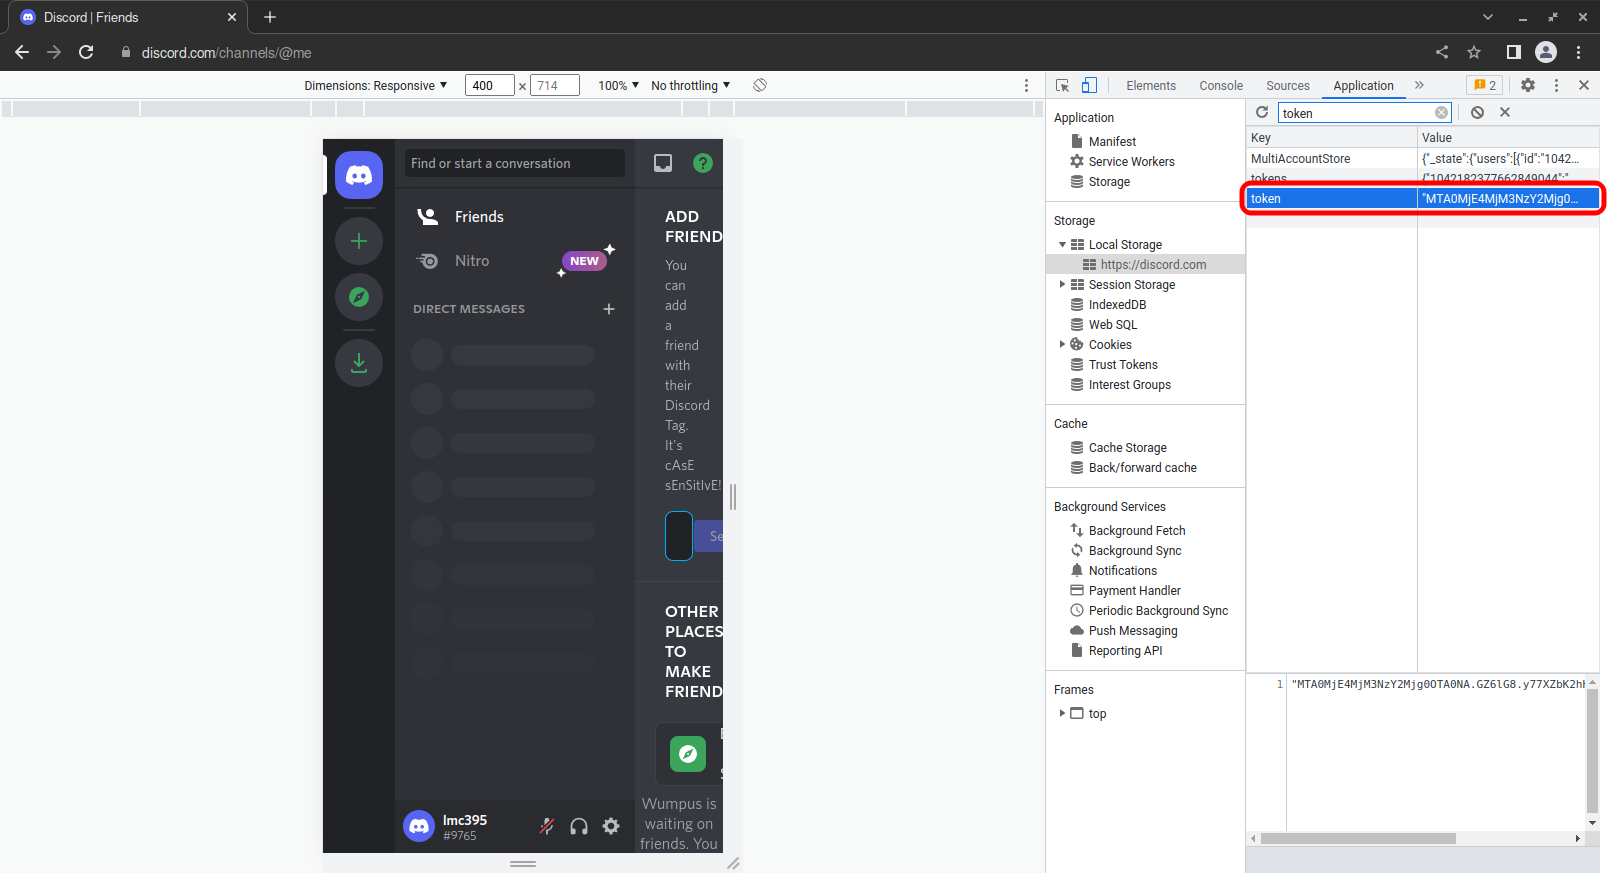 Discord | Friends
discord.com/channels/@me
Dimensions: Responsive 400 × 714 100% No throttling
Elements Console Sources Application » 2
token
Application
Manifest
Service Workers
Storage
Storage
Local Storage
https://discord.com
Session Storage
IndexedDB
Web SQL
Cookies
Trust Tokens
Interest Groups
Cache
Cache Storage
Back/forward cache
Background Services
Background Fetch
Background Sync
Notifications
Payment Handler
Periodic Background Sync
Push Messaging
Reporting API
Frames
top
Key Value
MultiAccountStore {"_state":{"users":[{"id":"1042…
tokens {"1042182377662849044":"
token "MTA0MjE4MjM3NzY2Mjg0…
1 "MTA0MjE4MjM3NzY2Mjg0OTA0NA.GZ6lG8.y77XZbK2h
Find or start a conversation
Friends
Nitro NEW
DIRECT MESSAGES
ADD
FRIEND
You
can
add
a
friend
with
their
Discord
Tag.
It's
cAsE
sEnSitIvE!
Se
OTHER
PLACES
TO
MAKE
FRIEND
Wumpus is
waiting on
friends. You
lmc395
#9765